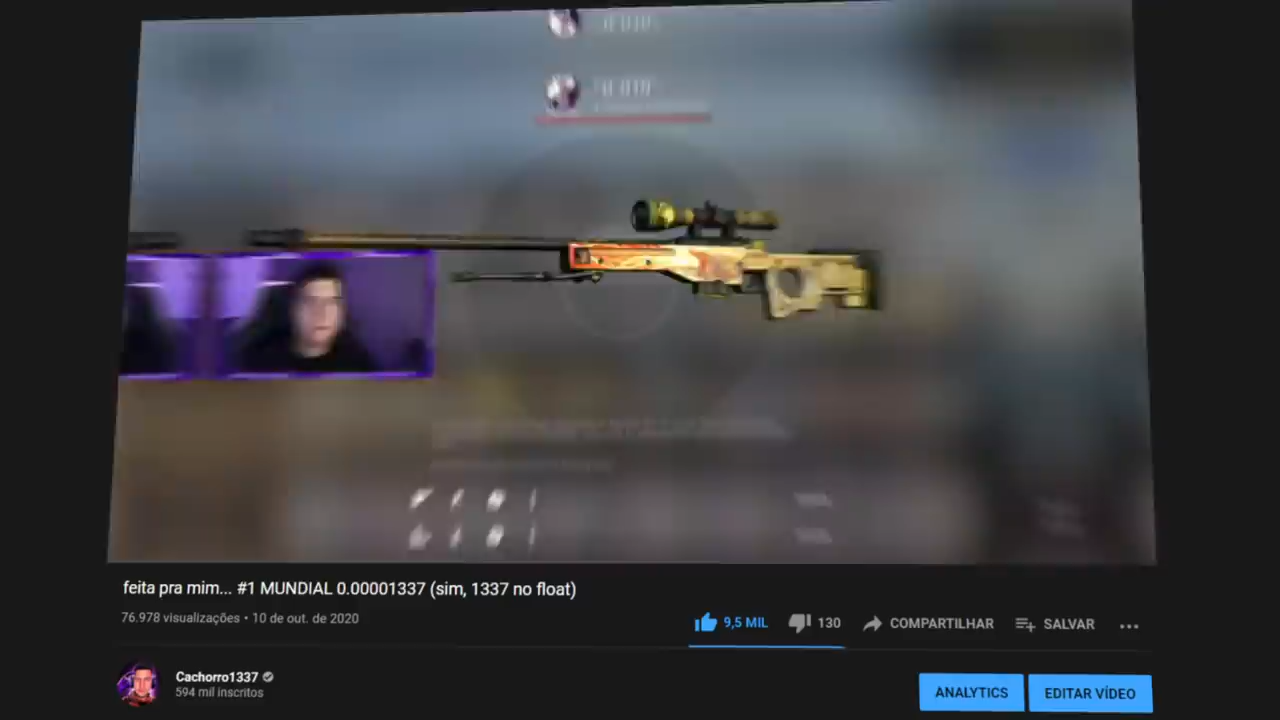 feita pra mim... #1 MUNDIAL 0.00001337 (sim, 1337 no float)
76.978 visualizações • 10 de out. de 2020
9,5 MIL
130
COMPARTILHAR
SALVAR
Cachorro1337
594 mil inscritos
ANALYTICS
EDITAR VÍDEO